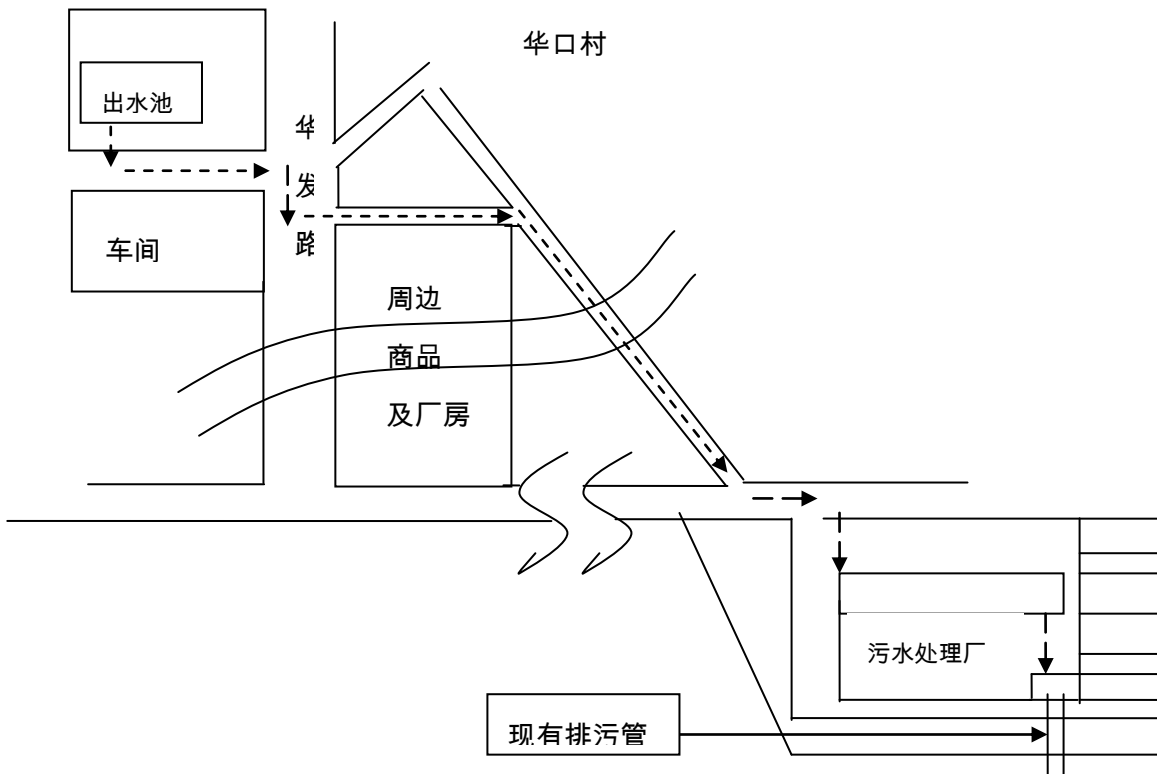 华口村
出水池
华
发
路
车间
周边
商品
及厂房
污水处理厂
现有排污管